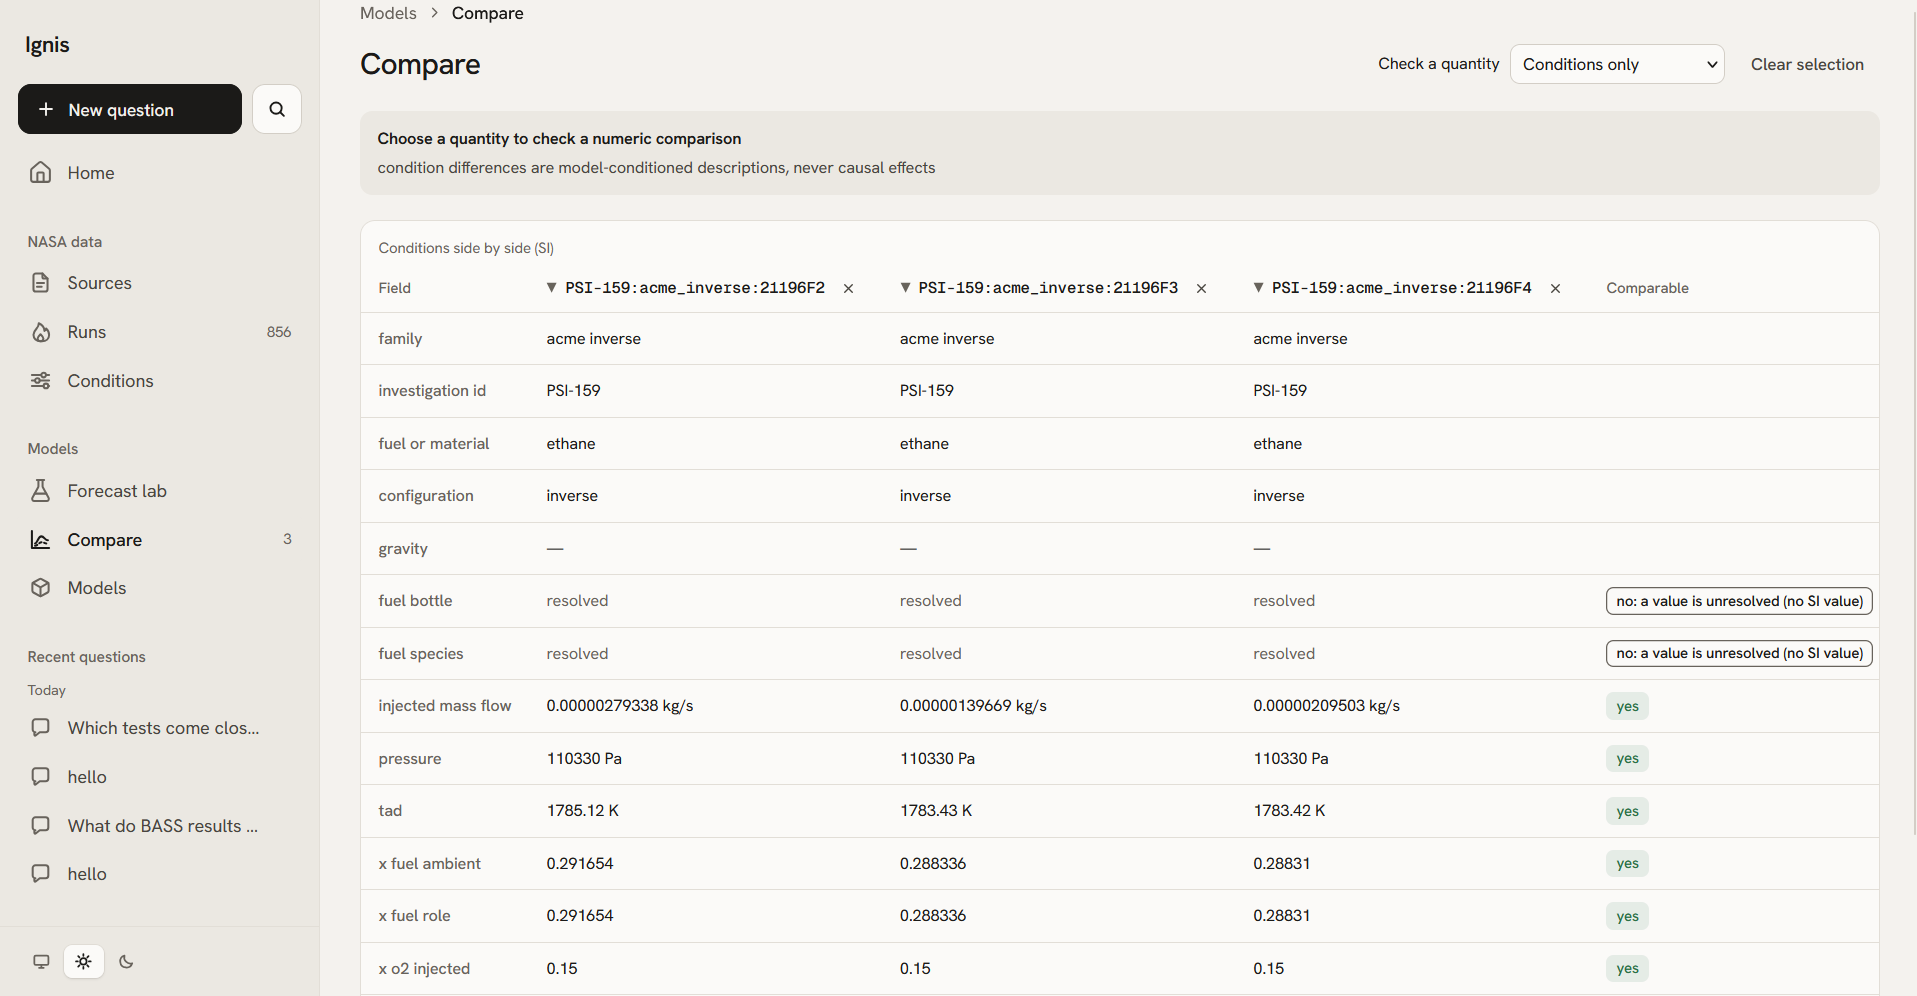 Ignis
New question
Home
NASA data
Sources
Runs 856
Conditions
Models
Forecast lab
Compare 3
Models
Recent questions
Today
Which tests come clos...
hello
What do BASS results ...
hello
Models > Compare
Compare
Check a quantity Conditions only Clear selection
Choose a quantity to check a numeric comparison
condition differences are model-conditioned descriptions, never causal effects
Conditions side by side (SI)
Field ▼ PSI-159:acme_inverse:21196F2 × ▼ PSI-159:acme_inverse:21196F3 × ▼ PSI-159:acme_inverse:21196F4 × Comparable
family acme inverse acme inverse acme inverse
investigation id PSI-159 PSI-159 PSI-159
fuel or material ethane ethane ethane
configuration inverse inverse inverse
gravity — — —
fuel bottle resolved resolved resolved no: a value is unresolved (no SI value)
fuel species resolved resolved resolved no: a value is unresolved (no SI value)
injected mass flow 0.00000279338 kg/s 0.00000139669 kg/s 0.00000209503 kg/s yes
pressure 110330 Pa 110330 Pa 110330 Pa yes
tad 1785.12 K 1783.43 K 1783.42 K yes
x fuel ambient 0.291654 0.288336 0.28831 yes
x fuel role 0.291654 0.288336 0.28831 yes
x o2 injected 0.15 0.15 0.15 yes